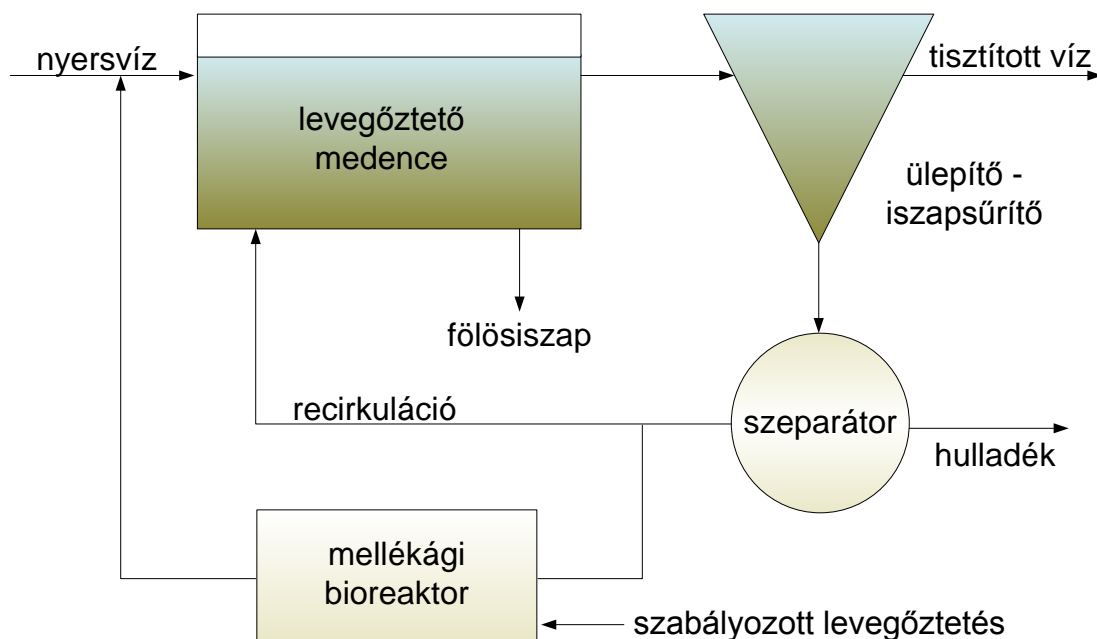 nyersvíz
levegőztető
medence
tisztított víz
ülepítő -
iszapsűrítő
fölösiszap
recirkuláció
szeparátor
hulladék
mellékági
bioreaktor
szabályozott levegőztetés